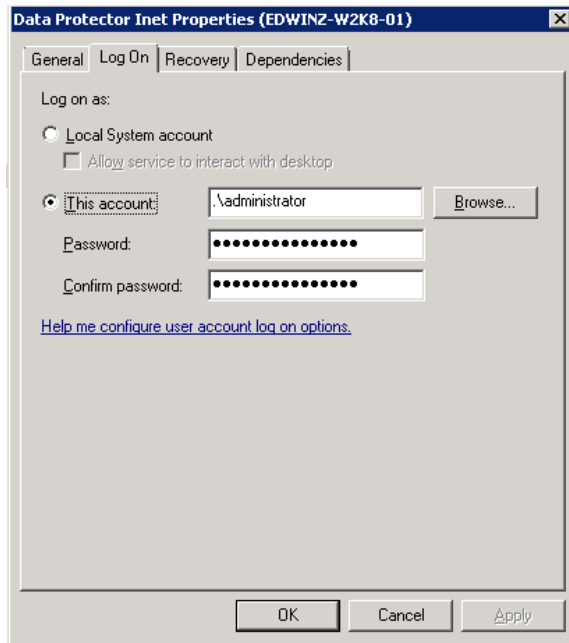 Data Protector Inet Properties (EDWINZ-W2K8-01)
General Log On Recovery Dependencies
Log on as:
Local System account
Allow service to interact with desktop
This account: .\administrator Browse...
Password: •••••••••••••••
Confirm password: •••••••••••••••
Help me configure user account log on options.
OK Cancel Apply